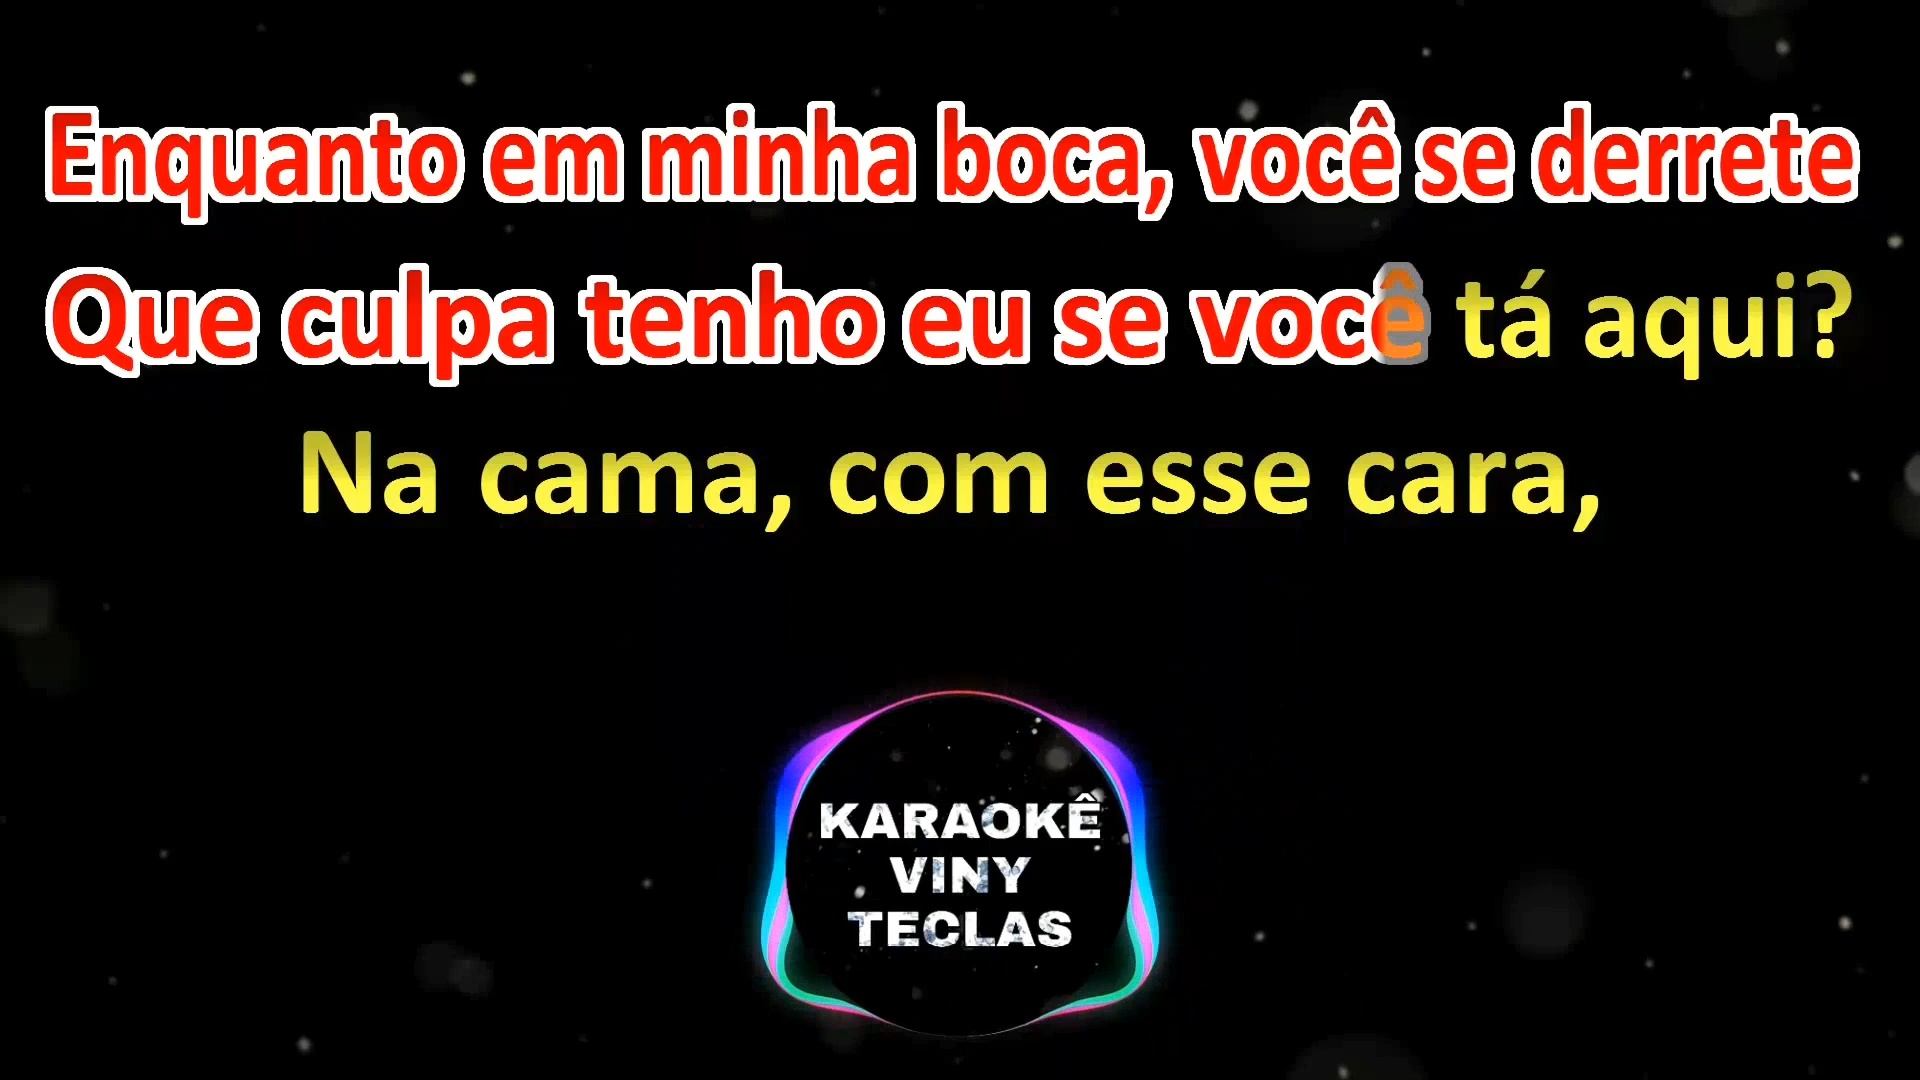 Enquanto em minha boca, você se derrete
Que culpa tenho eu se você tá aqui?
Na cama, com esse cara,
KARAOKÊ
VINY
TECLAS